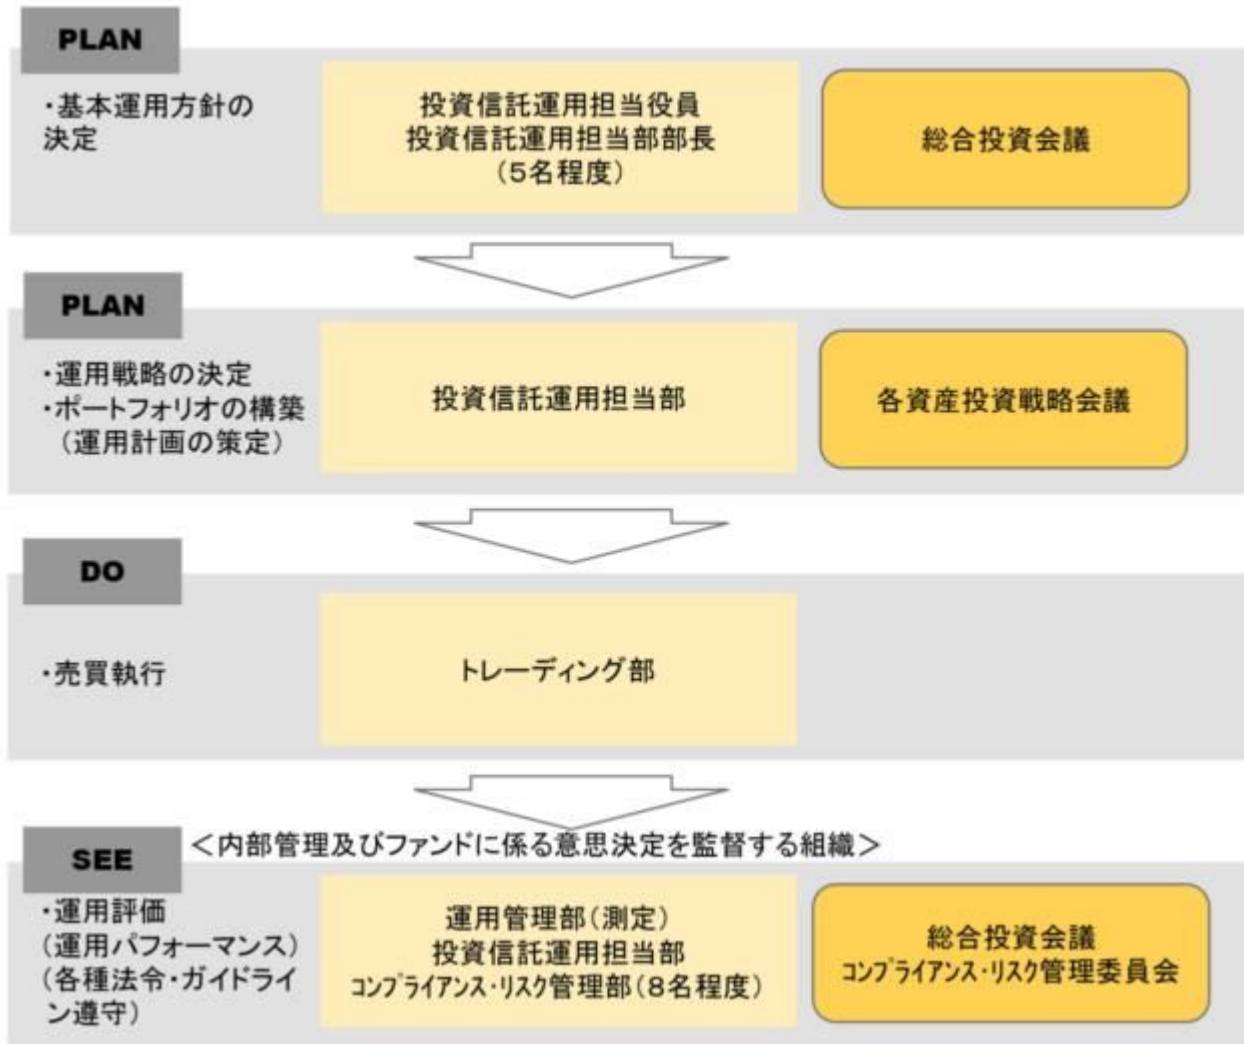 PLAN
・基本運用方針の
決定
投資信託運用担当役員
投資信託運用担当部部長
(5名程度)
総合投資会議
PLAN
・運用戦略の決定
・ポートフォリオの構築
(運用計画の策定)
投資信託運用担当部
各資産投資戦略会議
DO
・売買執行
トレーディング部
SEE
<内部管理及びファンドに係る意思決定を監督する組織>
・運用評価
(運用パフォーマンス)
(各種法令・ガイドライ
ン遵守)
運用管理部(測定)
投資信託運用担当部
コンプライアンス・リスク管理部(8名程度)
総合投資会議
コンプライアンス・リスク管理委員会